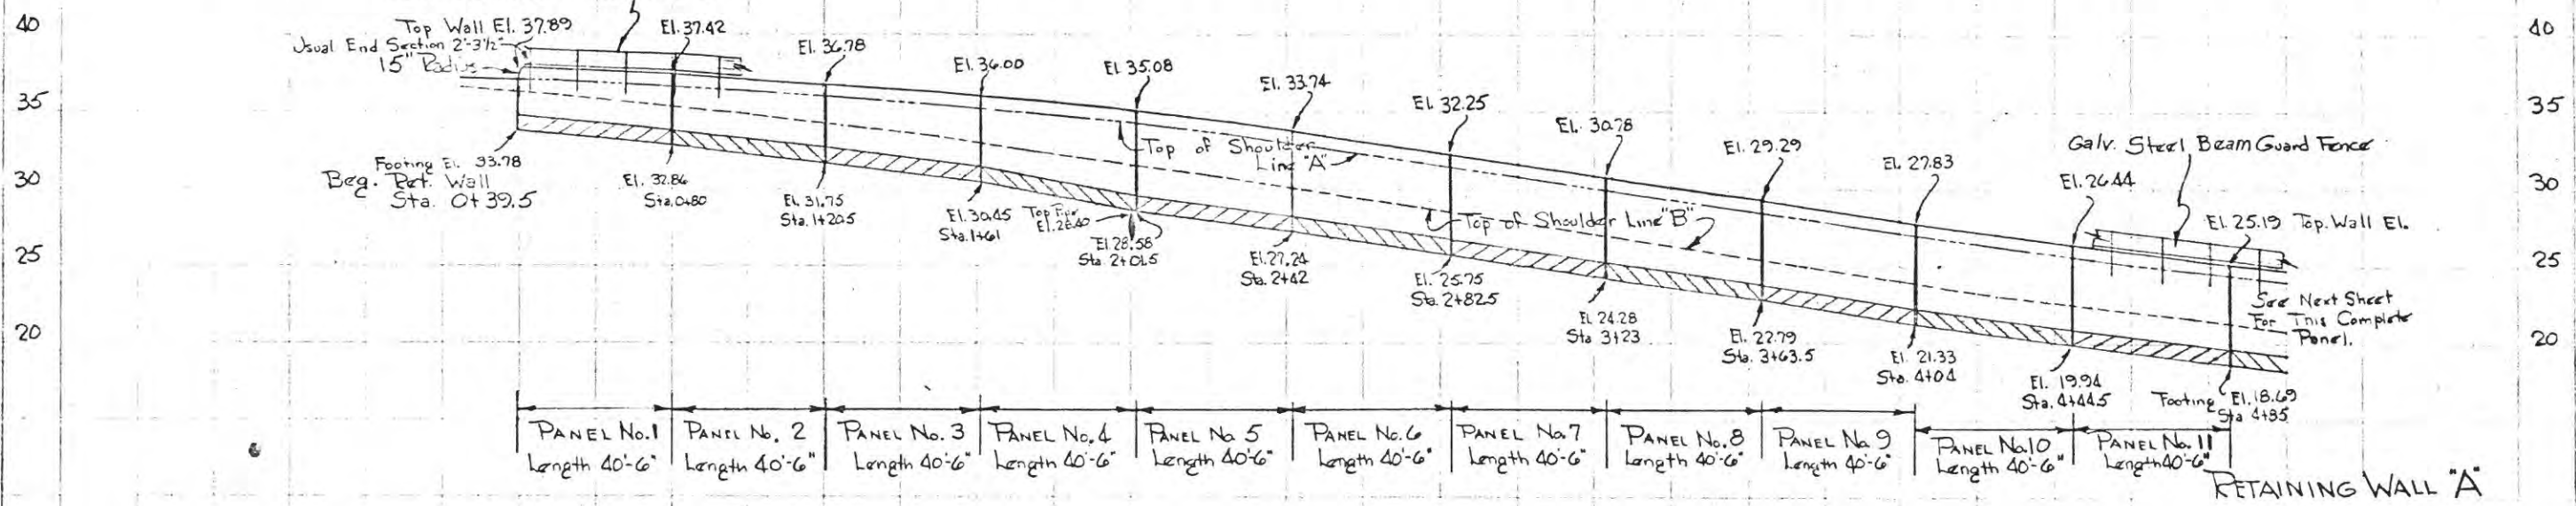 40
35
30
25
20
Top Wall El. 37.89
Usual End Section 2'-3½"
15" Radius
El. 37.42
El. 36.78
El. 36.00
El. 35.08
El. 33.74
El. 32.25
El. 30.78
El. 29.29
El. 27.83
El. 26.44
Galv. Steel Beam Guard Fence
El. 25.19 Top. Wall El.
40
35
30
25
20
Top of Shoulder
Line "A"
Top of Shoulder Line "B"
Footing El. 33.78
Beg. Ret. Wall
Sta. 0+39.5
El. 32.86
Sta. 0+80
El. 31.75
Sta. 1+20.5
El. 30.45
Sta. 1+61
Top
El. 28.58
Sta 2+01.5
El. 27.24
Sta. 2+42
El. 25.75
Sta. 2+82.5
El. 24.28
Sta 3+23
El. 22.79
Sta. 3+63.5
El. 21.33
Sta. 4+04
El. 19.94
Sta. 4+44.5
Footing El. 18.69
Sta 4+85
See Next Sheet
For This Complete
Panel.
PANEL No. 1
Length 40'-6"
PANEL No. 2
Length 40'-6"
PANEL No. 3
Length 40'-6"
PANEL No. 4
Length 40'-6"
PANEL No. 5
Length 40'-6"
PANEL No. 6
Length 40'-6"
PANEL No. 7
Length 40'-6"
PANEL No. 8
Length 40'-6"
PANEL No. 9
Length 40'-6"
PANEL No. 10
Length 40'-6"
PANEL No. 11
Length 40'-6"
RETAINING WALL "A"